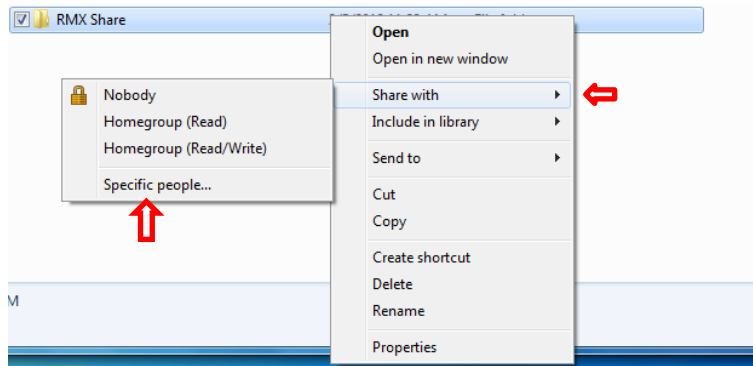 RMX Share
Open
Open in new window
Share with
Include in library
Send to
Cut
Copy
Create shortcut
Delete
Rename
Properties
Nobody
Homegroup (Read)
Homegroup (Read/Write)
Specific people...
M